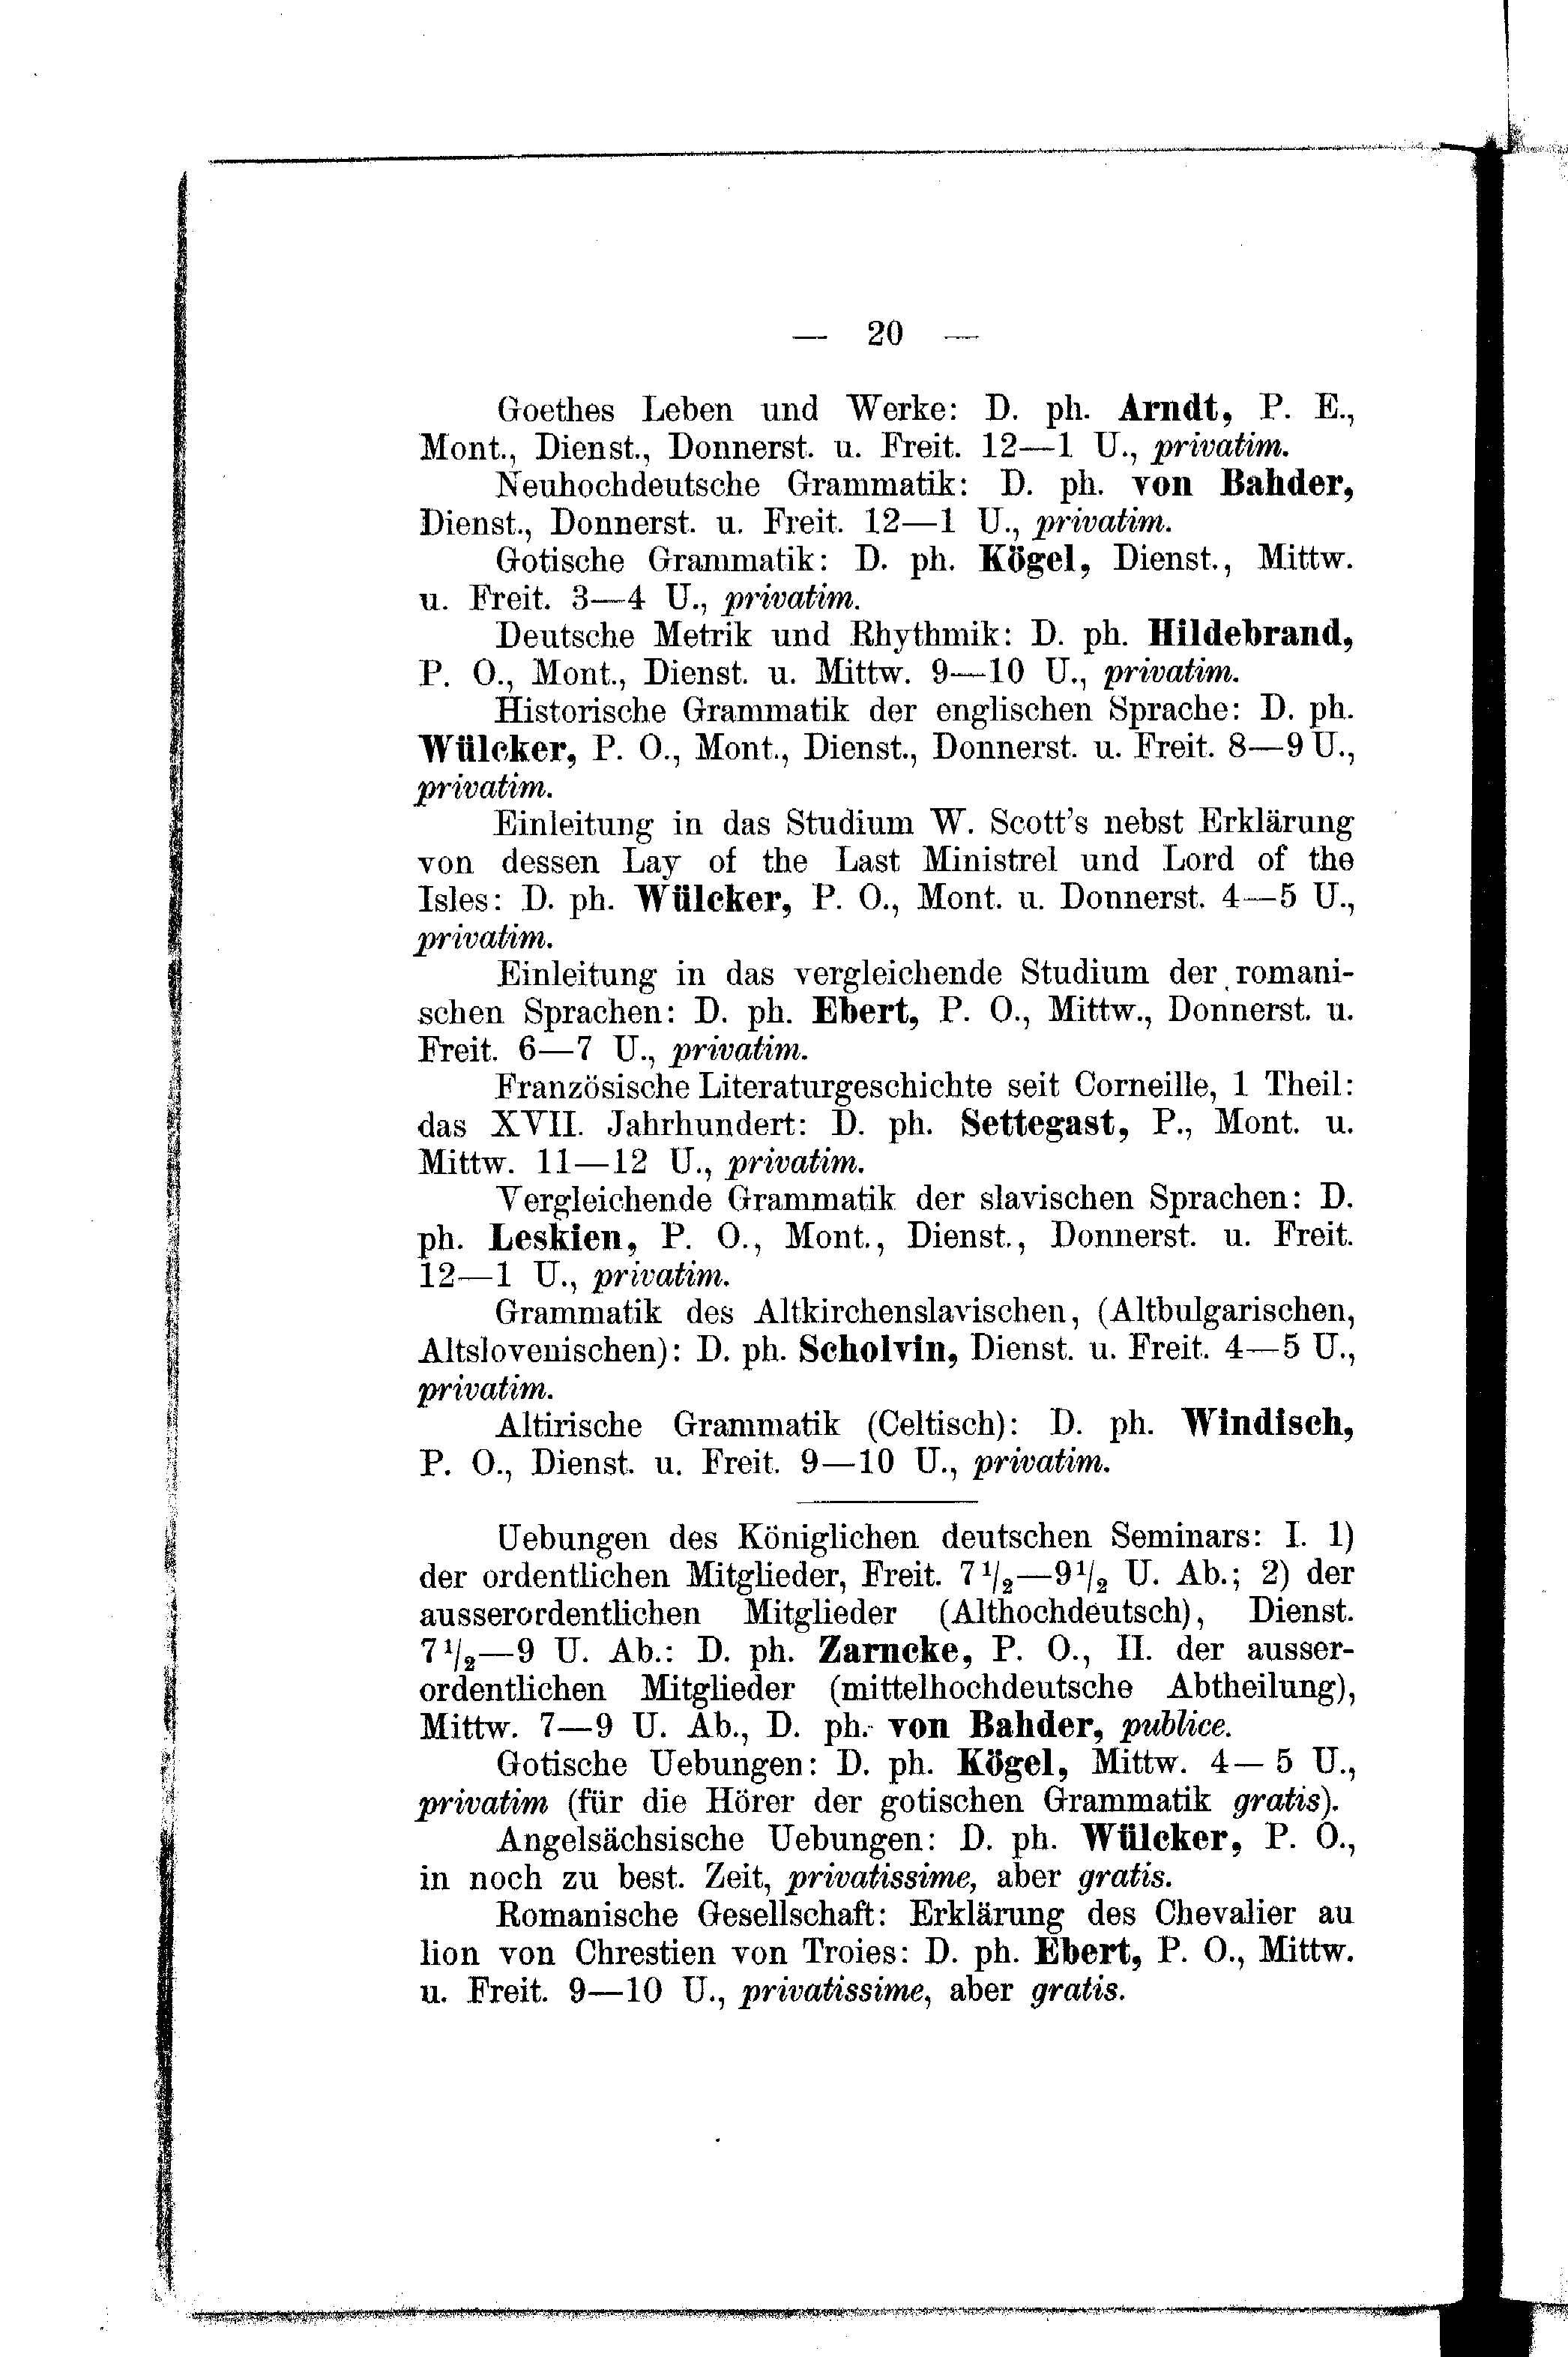 — 20 —
Goethes Leben und Werke: D. ph. Arndt, P. E.,
Mont., Dienst., Donnerst. u. Freit. 12—1 U., privatim.
Neuhochdeutsche Grammatik: D. ph. von Bahder,
Dienst., Donnerst. u. Freit. 12—1 U., privatim.
Gotische Grammatik: D. ph. Kögel, Dienst., Mittw.
u. Freit. 3—4 U., privatim.
Deutsche Metrik und Rhythmik: D. ph. Hildebrand,
P. O., Mont., Dienst. u. Mittw. 9—10 U., privatim.
Historische Grammatik der englischen Sprache: D. ph.
Wülcker, P. O., Mont., Dienst., Donnerst. u. Freit. 8—9 U.,
privatim.
Einleitung in das Studium W. Scott's nebst Erklärung
von dessen Lay of the Last Ministrel und Lord of the
Isles: D. ph. Wülcker, P. O., Mont. u. Donnerst. 4—5 U.,
privatim.
Einleitung in das vergleichende Studium der romani-
schen Sprachen: D. ph. Ebert, P. O., Mittw., Donnerst. u.
Freit. 6—7 U., privatim.
Französische Literaturgeschichte seit Corneille, 1 Theil:
das XVII. Jahrhundert: D. ph. Settegast, P., Mont. u.
Mittw. 11—12 U., privatim.
Vergleichende Grammatik der slavischen Sprachen: D.
ph. Leskien, P. O., Mont., Dienst., Donnerst. u. Freit.
12—1 U., privatim.
Grammatik des Altkirchenslavischen, (Altbulgarischen,
Altslovenischen): D. ph. Scholvin, Dienst. u. Freit. 4—5 U.,
privatim.
Altirische Grammatik (Celtisch): D. ph. Windisch,
P. O., Dienst. u. Freit. 9—10 U., privatim.
Uebungen des Königlichen deutschen Seminars: I. 1)
der ordentlichen Mitglieder, Freit. 7 1/2—9 1/2 U. Ab.; 2) der
ausserordentlichen Mitglieder (Althochdeutsch), Dienst.
7 1/2—9 U. Ab.: D. ph. Zarncke, P. O., II. der ausser-
ordentlichen Mitglieder (mittelhochdeutsche Abtheilung),
Mittw. 7—9 U. Ab., D. ph. von Bahder, publice.
Gotische Uebungen: D. ph. Kögel, Mittw. 4—5 U.,
privatim (für die Hörer der gotischen Grammatik gratis).
Angelsächsische Uebungen: D. ph. Wülcker, P. O.,
in noch zu best. Zeit, privatissime, aber gratis.
Romanische Gesellschaft: Erklärung des Chevalier au
lion von Chrestien von Troies: D. ph. Ebert, P. O., Mittw.
u. Freit. 9—10 U., privatissime, aber gratis.